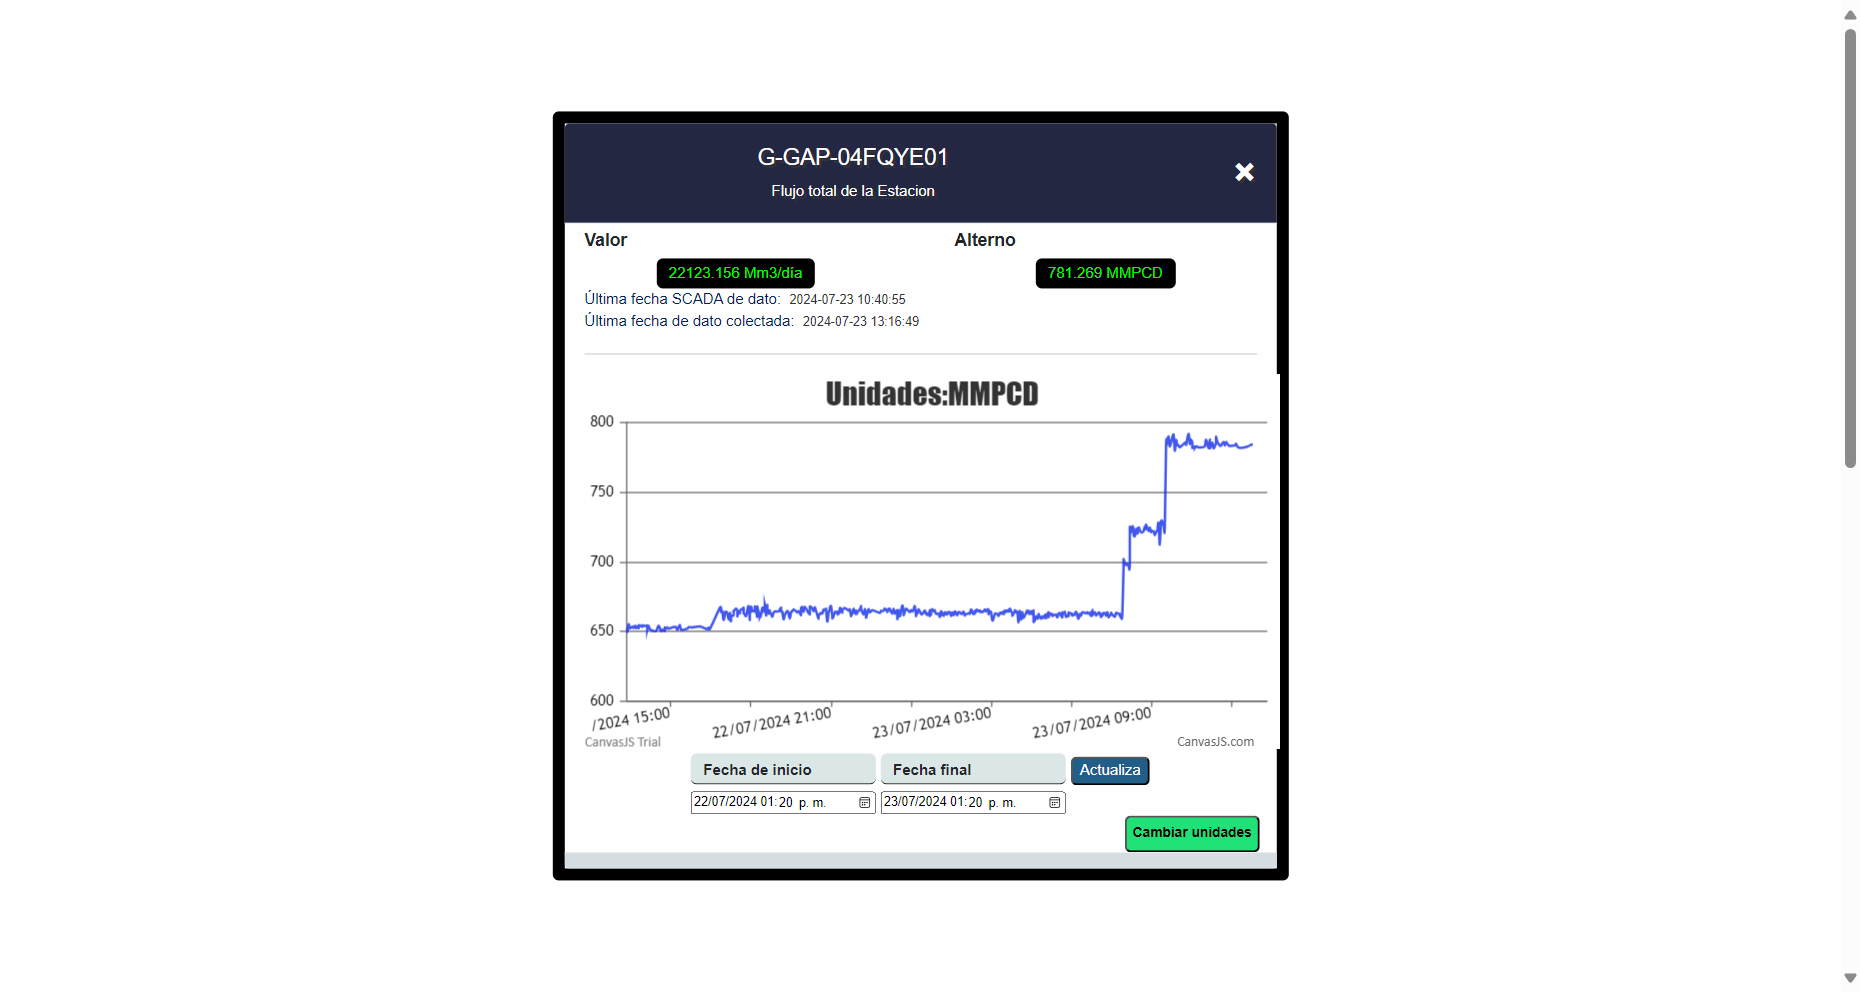 G-GAP-04FQYE01
Flujo total de la Estacion
Valor
Alterno
22123.156 Mm3/día
781.269 MMPCD
Última fecha SCADA de dato: 2024-07-23 10:40:55
Última fecha de dato colectada: 2024-07-23 13:16:49
Unidades:MMPCD
800
750
700
650
600
/2024 15:00
22/07/2024 21:00
23/07/2024 03:00
23/07/2024 09:00
CanvasJS Trial
CanvasJS.com
Fecha de inicio
Fecha final
Actualiza
22/07/2024 01:20 p. m.
23/07/2024 01:20 p. m.
Cambiar unidades